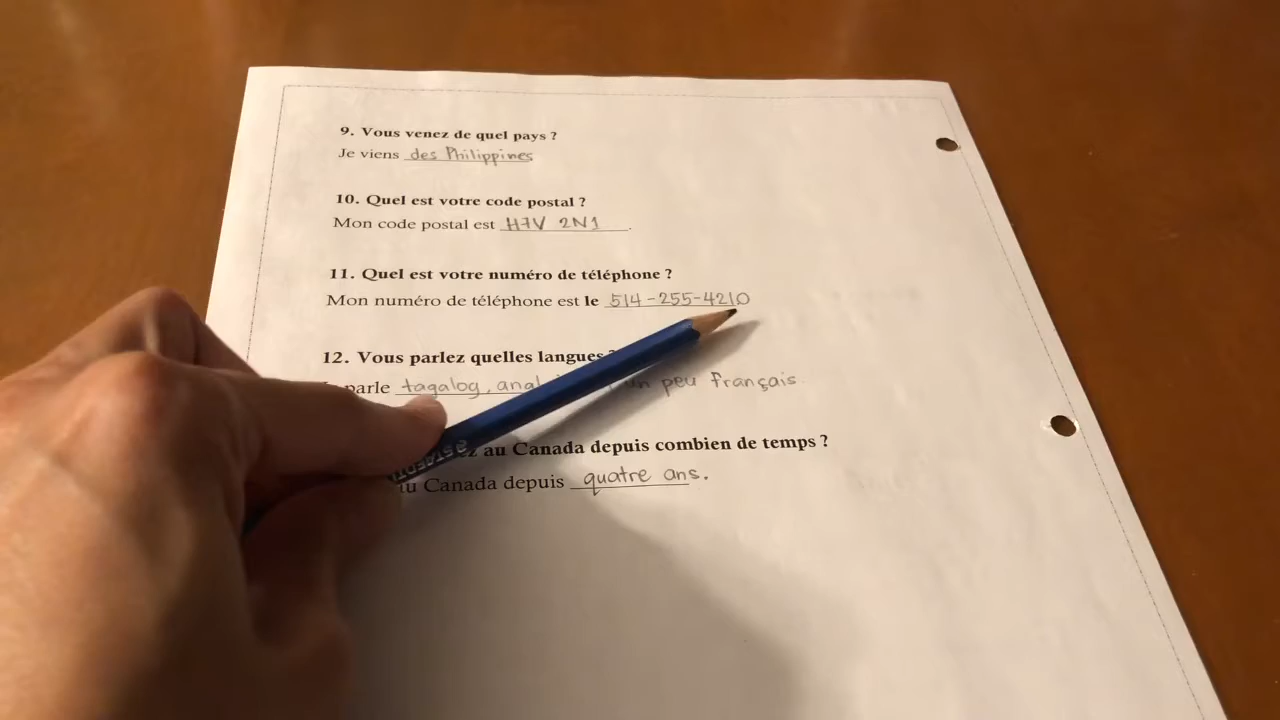 9. Vous venez de quel pays ?
Je viens des Philippines
10. Quel est votre code postal ?
Mon code postal est H7V 2N1.
11. Quel est votre numéro de téléphone ?
Mon numéro de téléphone est le 514-255-4210
12. Vous parlez quelles langues ?
parle tagalog, un peu français
au Canada depuis combien de temps ?
au Canada depuis quatre ans.